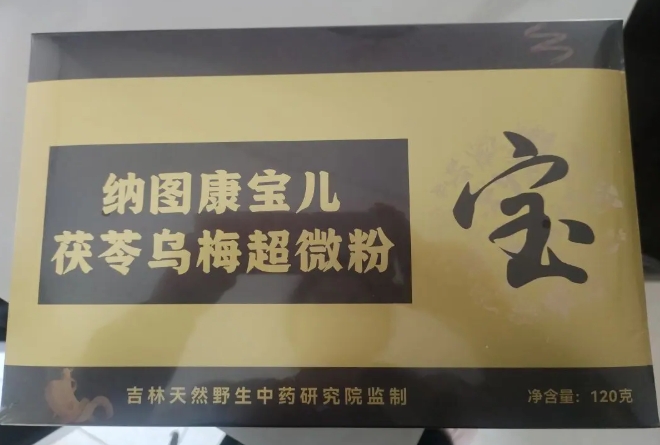 纳图康宝儿
茯苓乌梅超微粉
宝
吉林天然野生中药研究院监制
净含量：120克